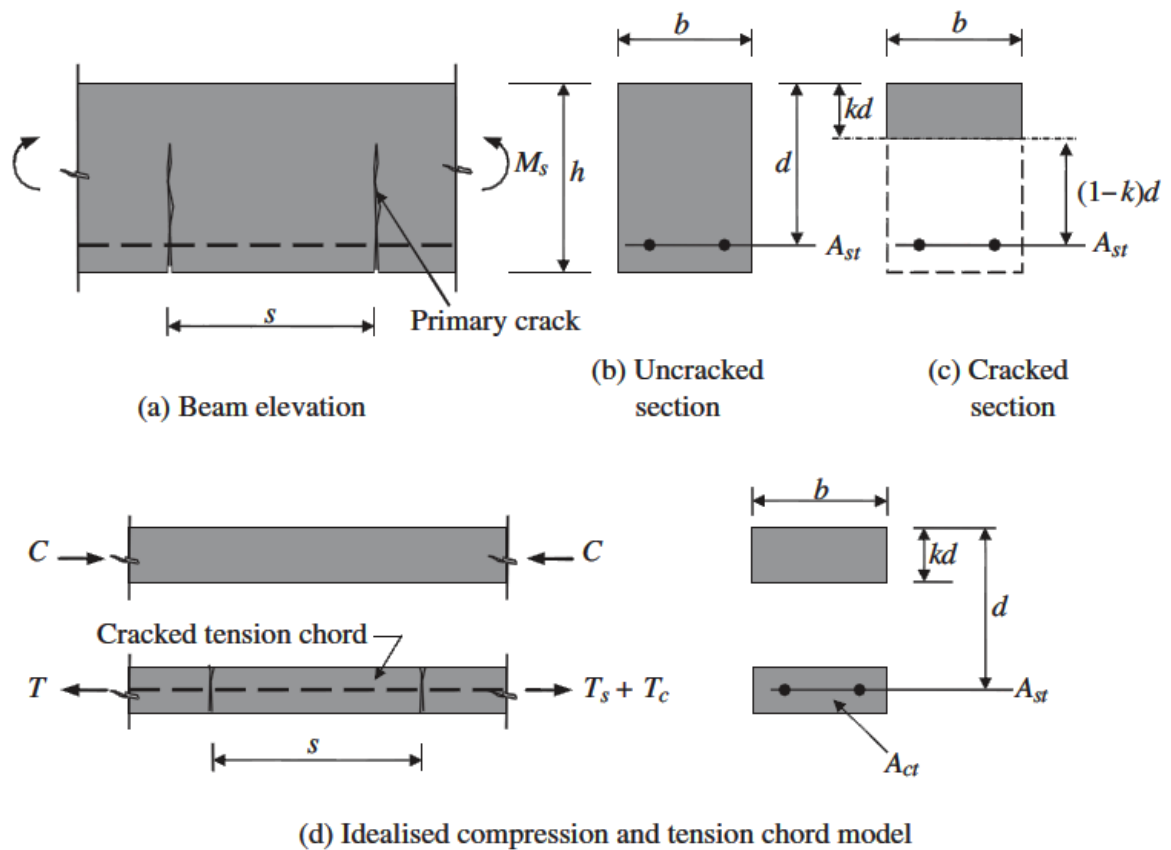 b
b
kd
M_s
h
d
(1–k)d
A_st
A_st
s
Primary crack
(a) Beam elevation
(b) Uncracked
section
(c) Cracked
section
b
C
C
kd
d
Cracked tension chord
T
T_s + T_c
A_st
s
A_ct
(d) Idealised compression and tension chord model